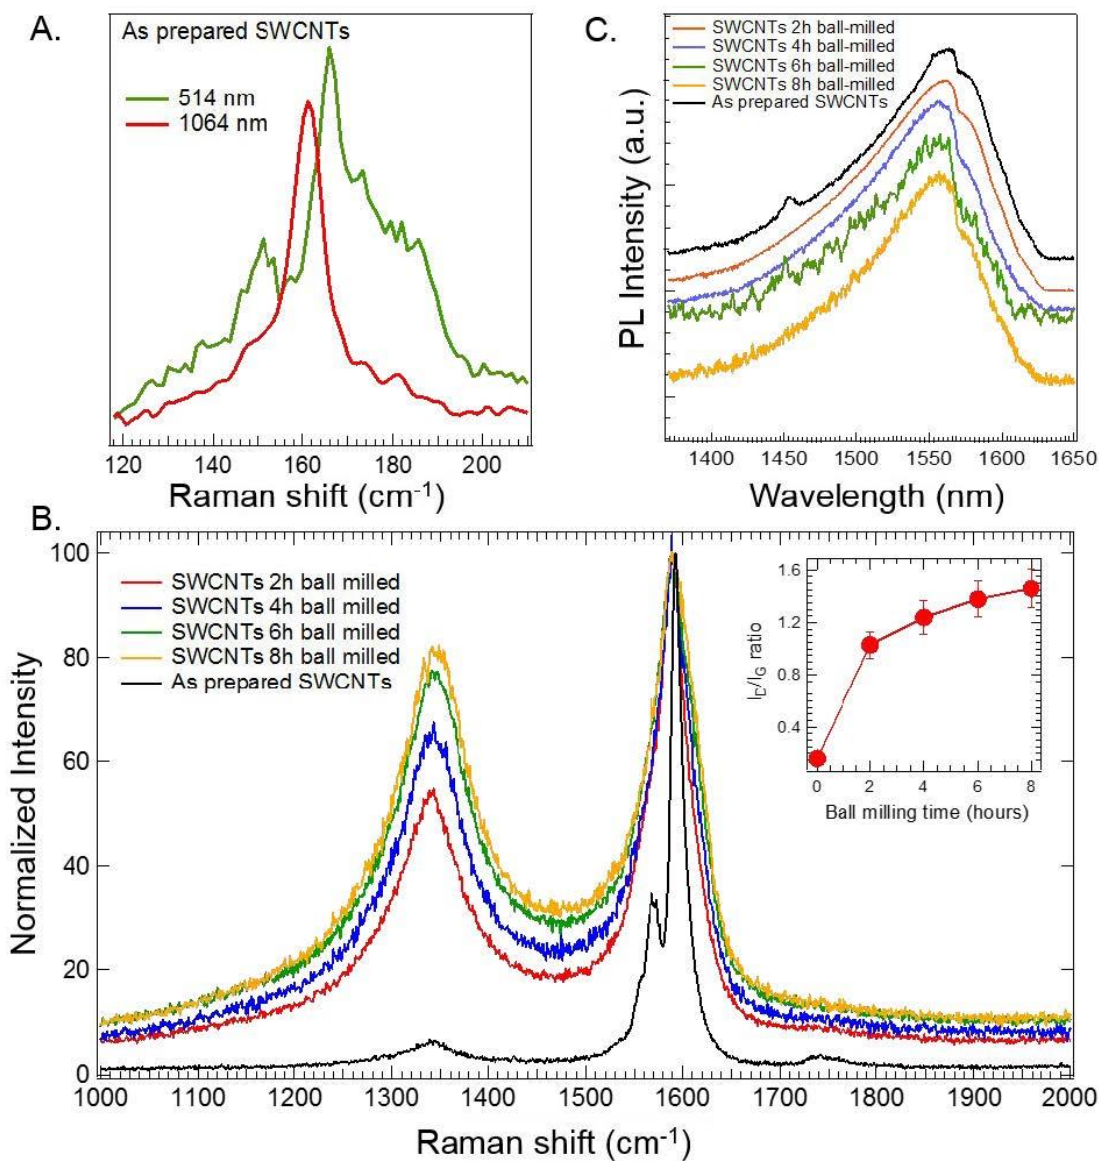 A.
As prepared SWCNTs
514 nm
1064 nm
120 140 160 180 200
Raman shift (cm-1)
C.
SWCNTs 2h ball-milled
SWCNTs 4h ball-milled
SWCNTs 6h ball-milled
SWCNTs 8h ball-milled
As prepared SWCNTs
PL Intensity (a.u.)
1400 1450 1500 1550 1600 1650
Wavelength (nm)
B.
SWCNTs 2h ball milled
SWCNTs 4h ball milled
SWCNTs 6h ball milled
SWCNTs 8h ball milled
As prepared SWCNTs
100
80
60
40
20
0
Normalized Intensity
1000 1100 1200 1300 1400 1500 1600 1700 1800 1900 2000
Raman shift (cm-1)
1.6
1.2
0.8
0.4
ID/IG ratio
0 2 4 6 8
Ball milling time (hours)